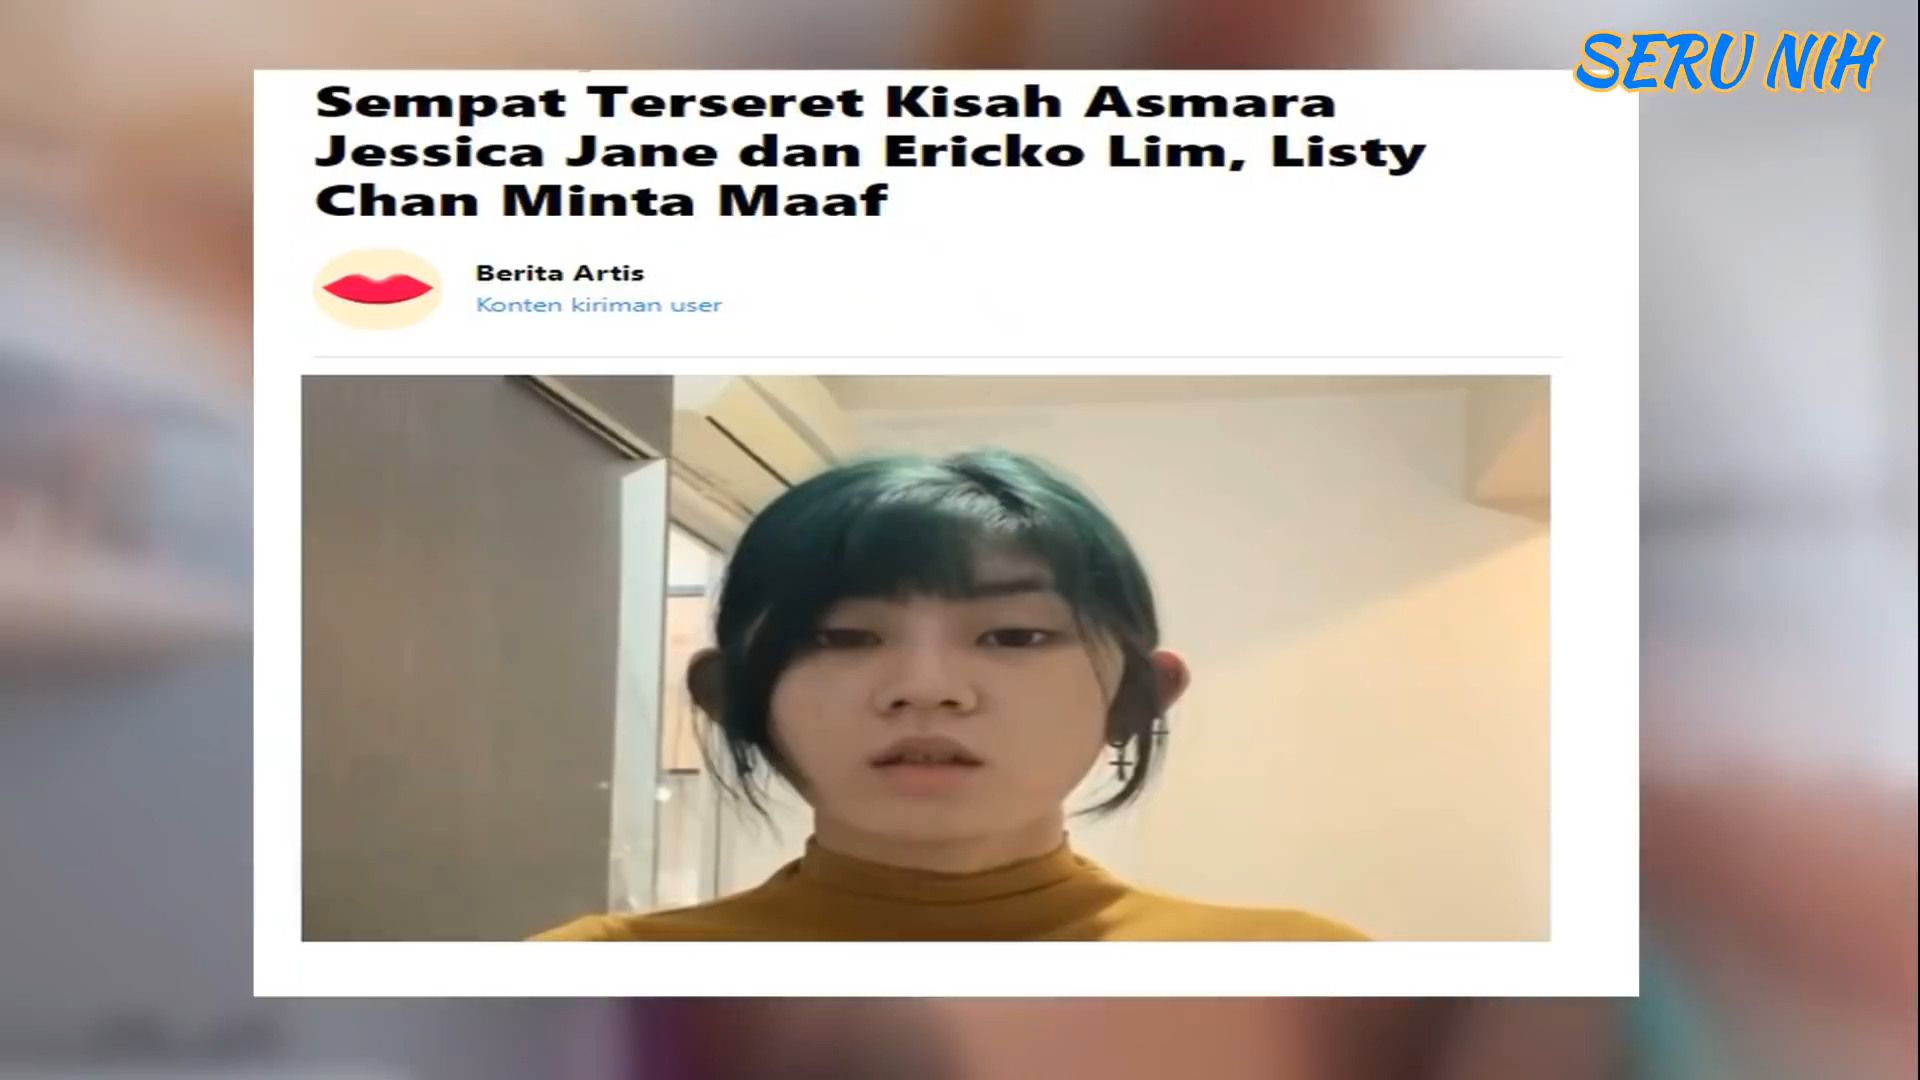 SERU NIH
Sempat Terseret Kisah Asmara
Jessica Jane dan Ericko Lim, Listy
Chan Minta Maaf
Berita Artis
Konten kiriman user